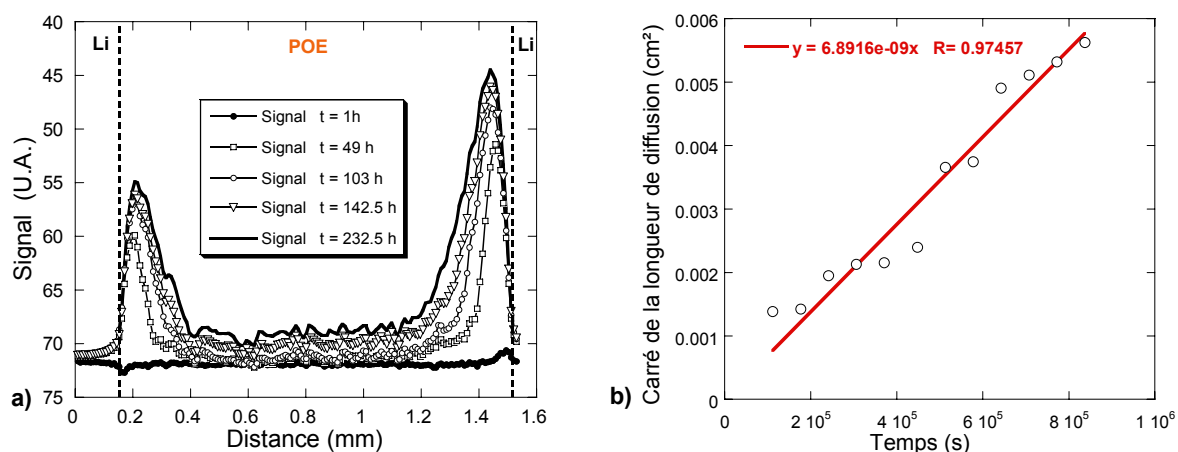 40
45
50
55
60
65
70
75
Signal (U.A.)
Li
POE
Li
Signal t = 1h
Signal t = 49 h
Signal t = 103 h
Signal t = 142.5 h
Signal t = 232.5 h
0
0.2
0.4
0.6
0.8
1
1.2
1.4
1.6
Distance (mm)
a)
0.006
0.005
0.004
0.003
0.002
0.001
0
Carré de la longueur de diffusion (cm²)
y = 6.8916e-09x R= 0.97457
0
2 10⁵
4 10⁵
6 10⁵
8 10⁵
1 10⁶
Temps (s)
b)